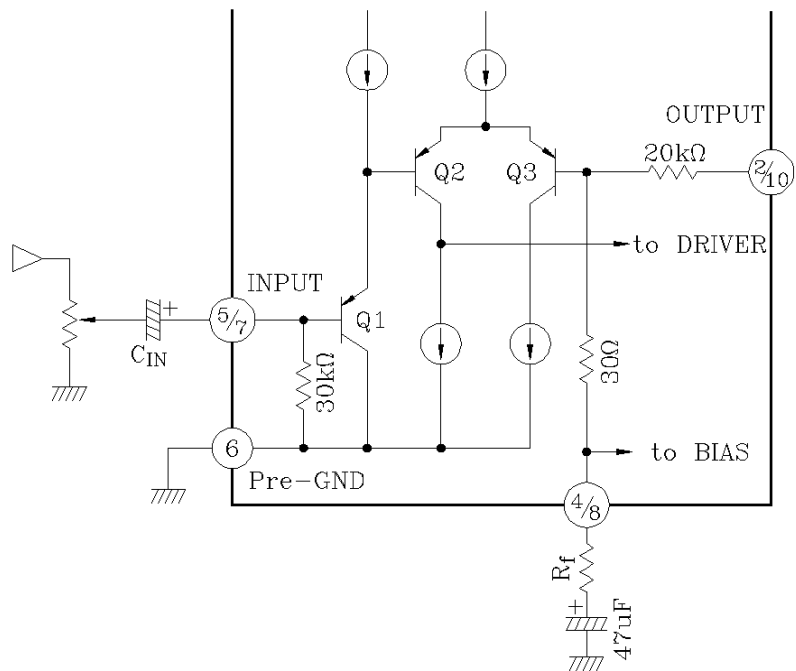 OUTPUT
20kΩ
2/10
Q2
Q3
to DRIVER
INPUT
5/7
Q1
+
CIN
30kΩ
30Ω
6
Pre-GND
to BIAS
4/8
Rf
+
47uF